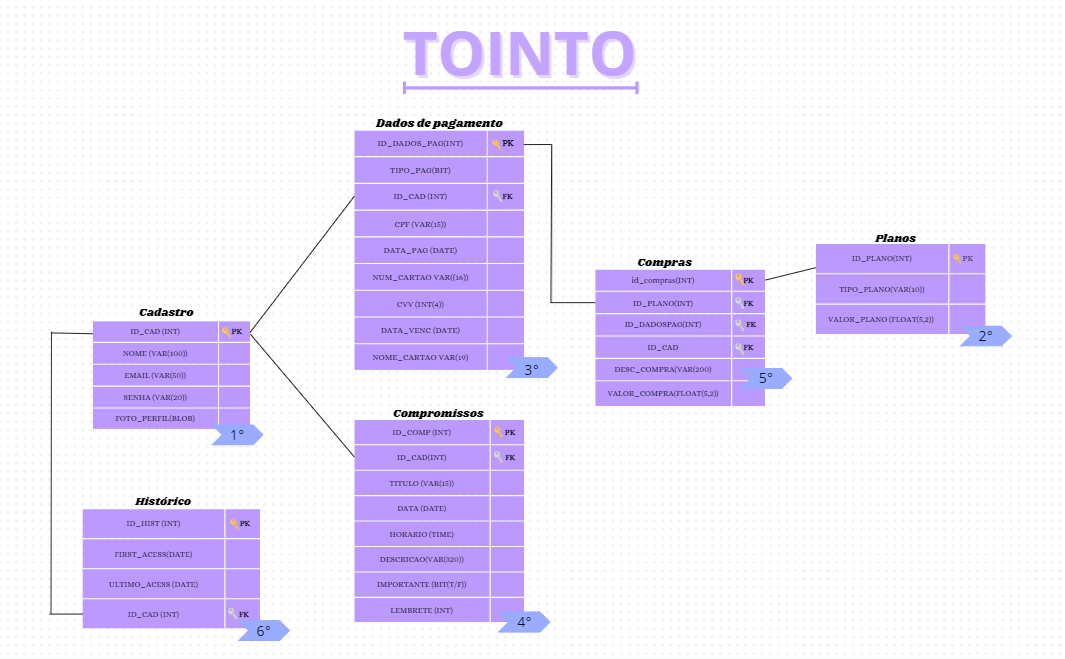 TOINTO
Dados de pagamento
ID_DADOS_PAG(INT) PK
TIPO_PAG(BIT)
ID_CAD (INT) FK
CPF (VAR(15))
DATA_PAG (DATE)
NUM_CARTAO VAR((16))
CVV (INT(4))
DATA_VENC (DATE)
NOME_CARTAO VAR(19)
3°
Planos
ID_PLANO(INT) PK
TIPO_PLANO(VAR(10))
VALOR_PLANO (FLOAT(5,2))
2°
Compras
id_compras(INT) PK
ID_PLANO(INT) FK
ID_DADOSPAG(INT) FK
ID_CAD FK
DESC_COMPRA(VAR(200)
VALOR_COMPRA(FLOAT(5,2))
5°
Cadastro
ID_CAD (INT) PK
NOME (VAR(100))
EMAIL (VAR(50))
SENHA (VAR(20))
FOTO_PERFIL(BLOB)
1°
Compromissos
ID_COMP (INT) PK
ID_CAD(INT) FK
TITULO (VAR(15))
DATA (DATE)
HORARIO (TIME)
DESCRICAO(VAR(320))
IMPORTANTE (BIT(T/F))
LEMBRETE (INT)
4°
Histórico
ID_HIST (INT) PK
FIRST_ACESS(DATE)
ULTIMO_ACESS (DATE)
ID_CAD (INT) FK
6°